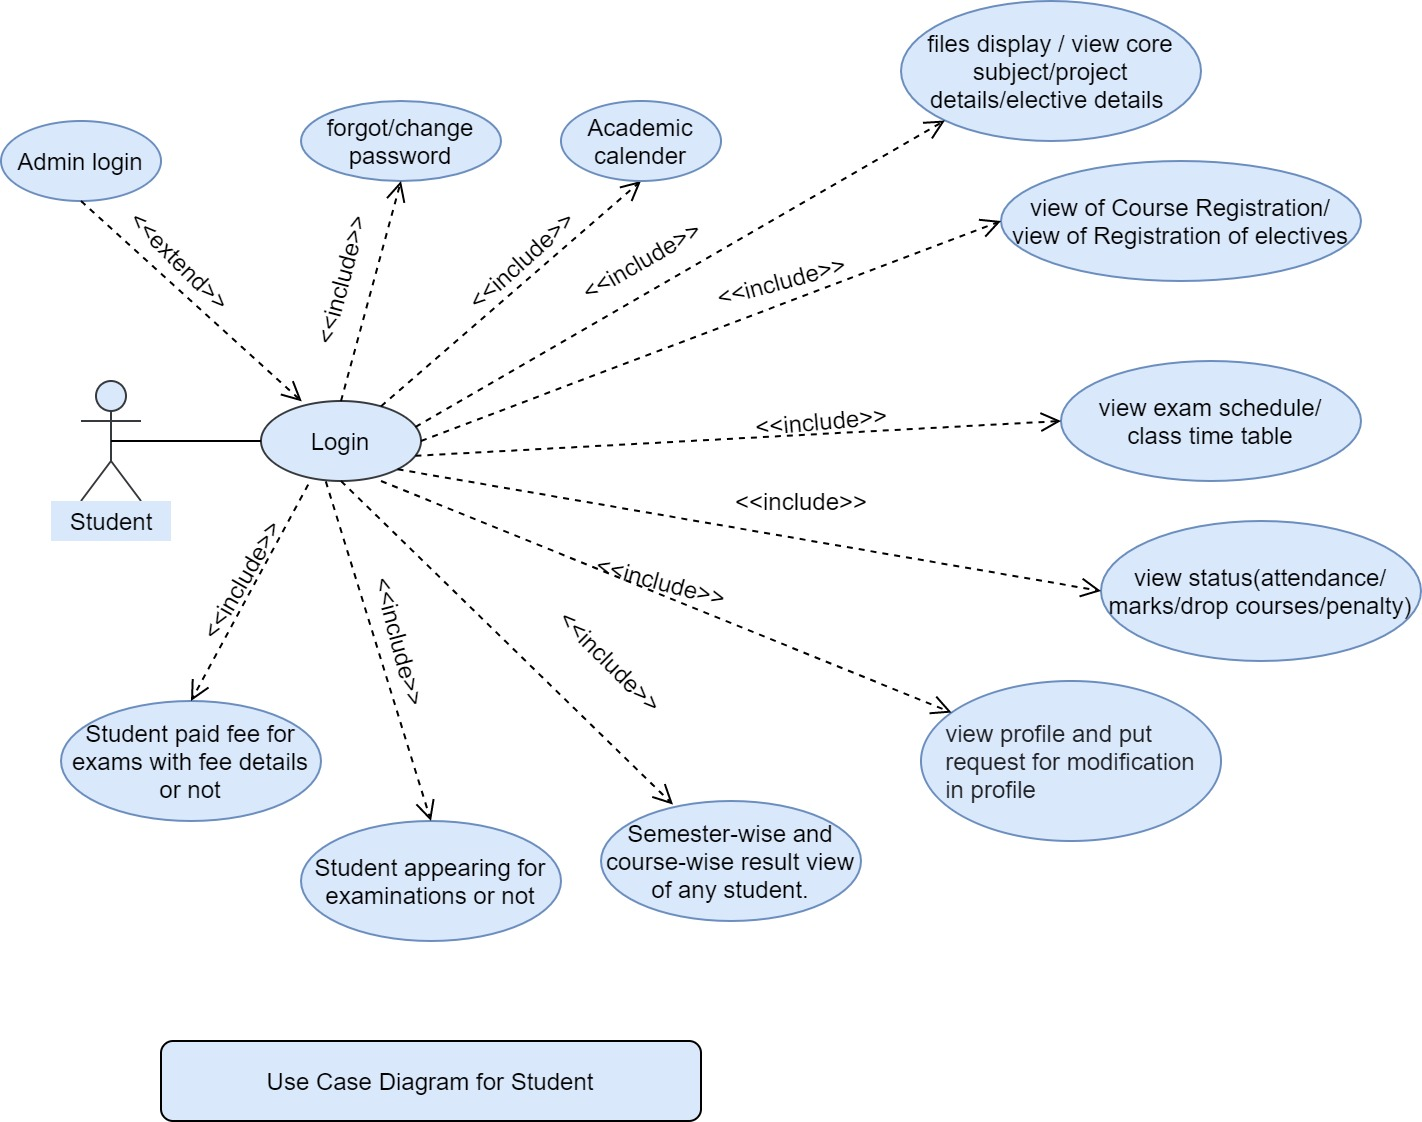 files display / view core
subject/project
details/elective details
forgot/change
password
Academic
calender
Admin login
view of Course Registration/
view of Registration of electives
<<extend>>
<<include>>
<<include>>
<<include>>
<<include>>
view exam schedule/
class time table
<<include>>
Login
Student
<<include>>
<<include>>
<<include>>
<<include>>
<<include>>
view status(attendance/
marks/drop courses/penalty)
Student paid fee for
exams with fee details
or not
view profile and put
request for modification
in profile
Student appearing for
examinations or not
Semester-wise and
course-wise result view
of any student.
Use Case Diagram for Student